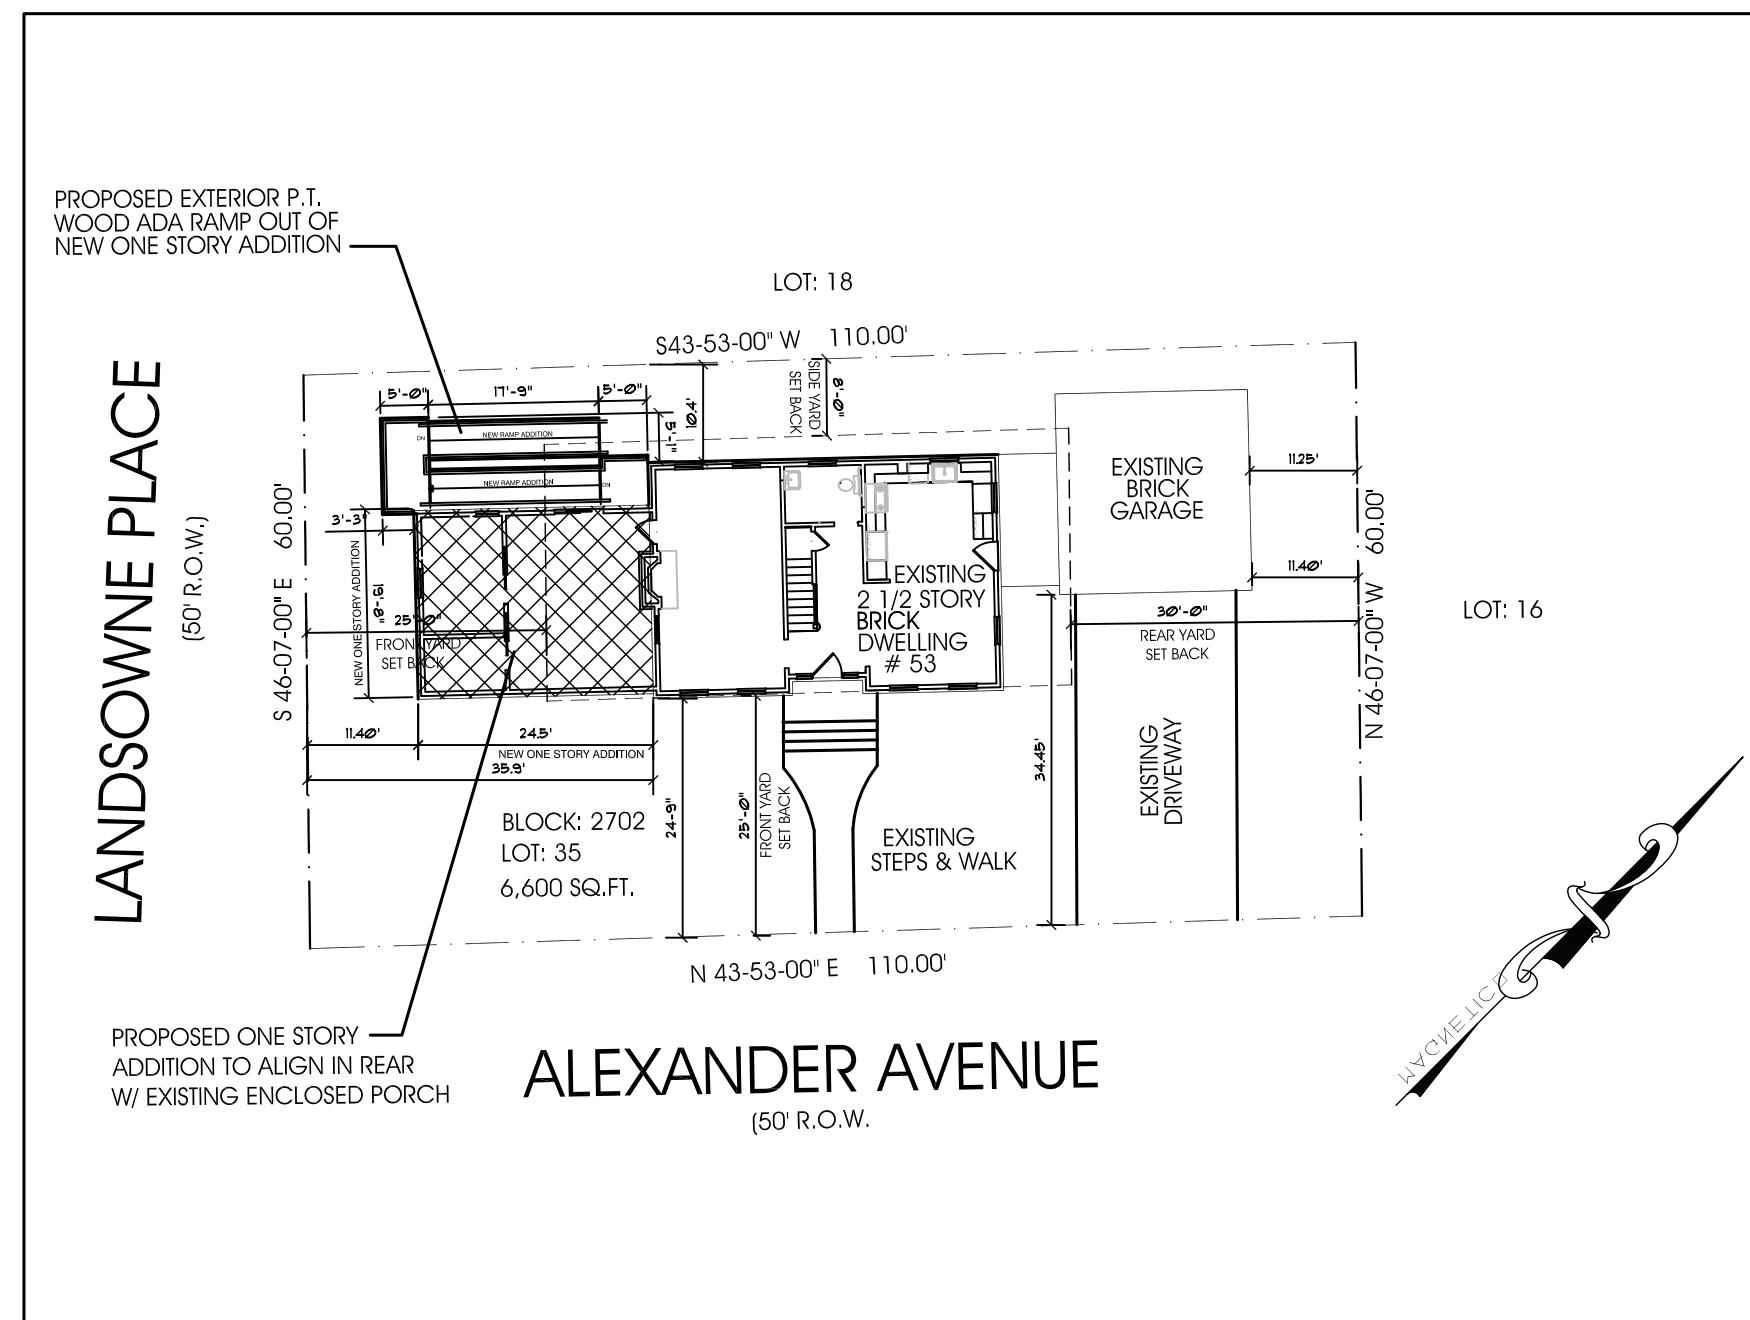 PROPOSED EXTERIOR P.T.
WOOD ADA RAMP OUT OF
NEW ONE STORY ADDITION
LOT: 18
S43-53-00" W 110.00'
LANDSOWNE PLACE
(50' R.O.W.)
S 46-07-00" E 60.00'
5'-0"
17'-9"
5'-0"
10.4'
5'-1"
SIDE YARD
SET BACK
8'-0"
DN
NEW RAMP ADDITION
NEW RAMP ADDITION
DN
3'-3"
NEW ONE STORY ADDITION
19'-8"
25'-0"
FRONT YARD
SET BACK
EXISTING
2 1/2 STORY
BRICK
DWELLING
# 53
EXISTING
BRICK
GARAGE
11.25'
11.40'
30'-0"
REAR YARD
SET BACK
N 46-07-00" W 60.00'
LOT: 16
11.40'
24.5'
NEW ONE STORY ADDITION
35.9'
BLOCK: 2702
LOT: 35
6,600 SQ.FT.
24-9"
25'-0"
FRONT YARD
SET BACK
EXISTING
STEPS & WALK
34.45'
EXISTING
DRIVEWAY
N 43-53-00" E 110.00'
MAGNETIC
PROPOSED ONE STORY
ADDITION TO ALIGN IN REAR
W/ EXISTING ENCLOSED PORCH
ALEXANDER AVENUE
(50' R.O.W.